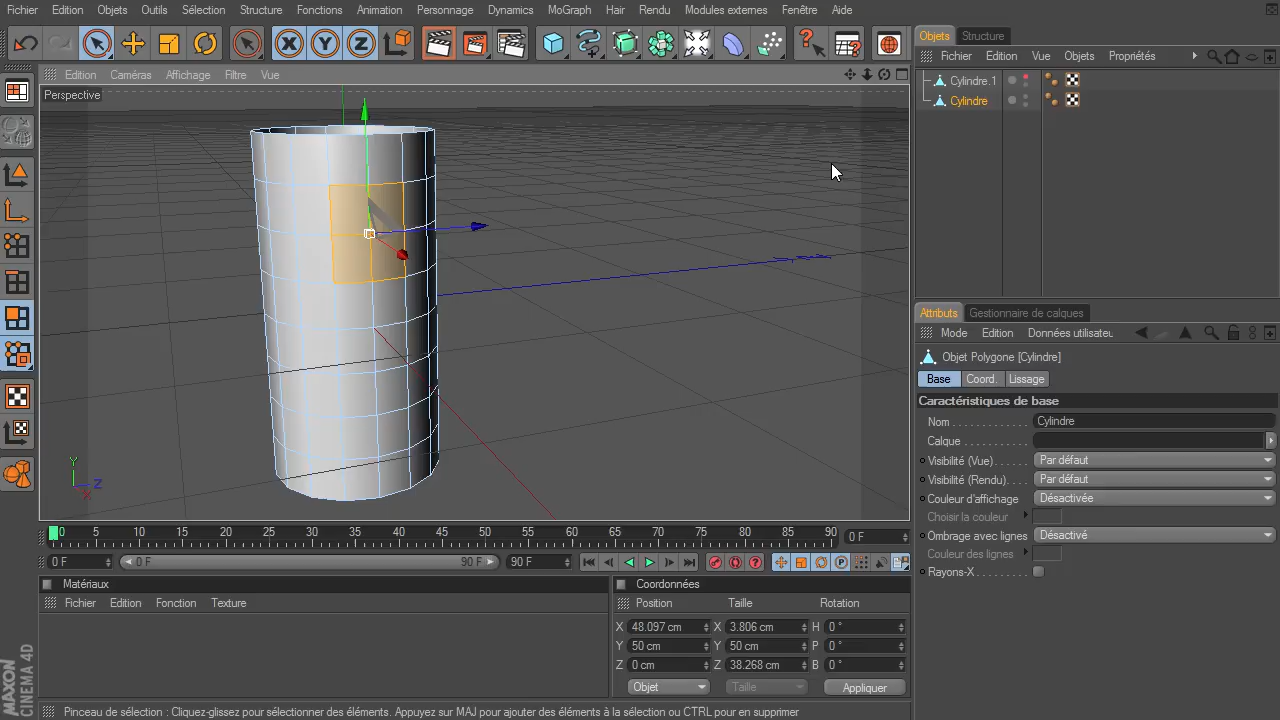 Fichier Edition Objets Outils Sélection Structure Fonctions Animation Personnage Dynamics MoGraph Hair Rendu Modules externes Fenêtre Aide
X Y Z
Objets Structure
Fichier Edition Vue Objets Propriétés
Edition Caméras Affichage Filtre Vue
Perspective
Cylindre.1
Cylindre
Attributs Gestionnaire de calques
Mode Edition Données utilisateu
Objet Polygone [Cylindre]
Base Coord. Lissage
Caractéristiques de base
Nom Cylindre
Calque
Visibilité (Vue) Par défaut
Visibilité (Rendu) Par défaut
Couleur d'affichage Désactivée
Choisir la couleur
Ombrage avec lignes Désactivé
Couleur des lignes
Rayons-X
Y
Z
X
0 5 10 15 20 25 30 35 40 45 50 55 60 65 70 75 80 85 90 0 F
0 F 0 F 90 F 90 F
P
Matériaux
Fichier Edition Fonction Texture
Coordonnées
Position Taille Rotation
X 48.097 cm X 3.806 cm H 0 °
Y 50 cm Y 50 cm P 0 °
Z 0 cm Z 38.268 cm B 0 °
Objet Taille Appliquer
MAXON
CINEMA 4D
Pinceau de sélection : Cliquez-glissez pour sélectionner des éléments. Appuyez sur MAJ pour ajouter des éléments à la sélection ou CTRL pour en supprimer